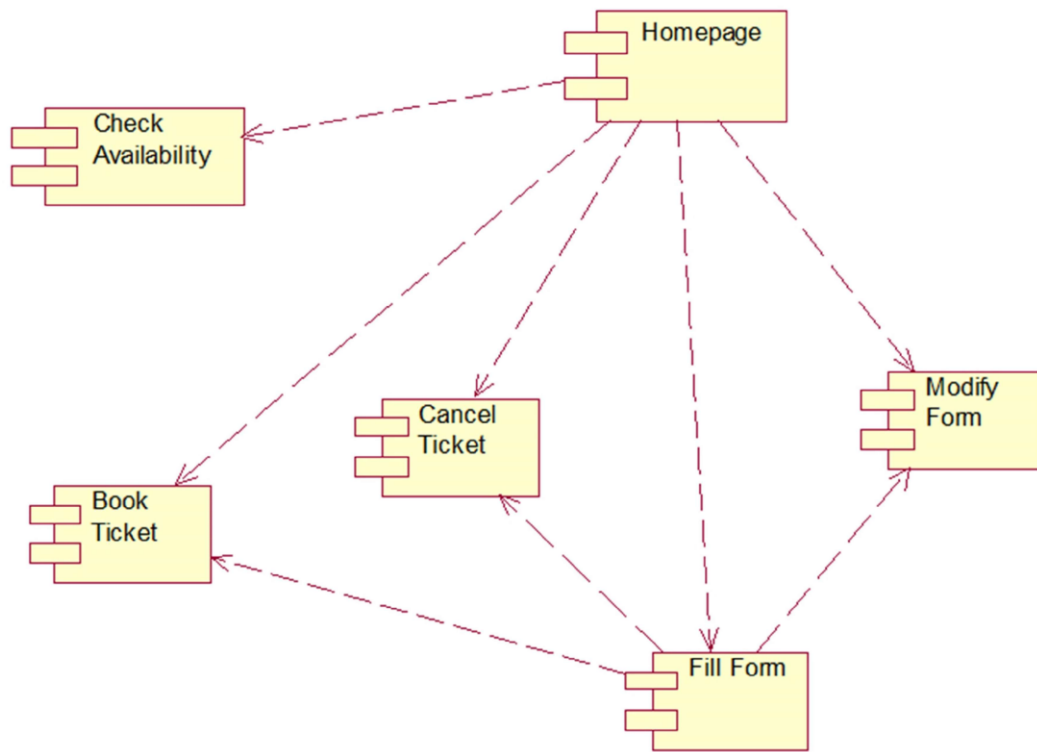 Homepage
Check
Availability
Modify
Form
Cancel
Ticket
Book
Ticket
Fill Form